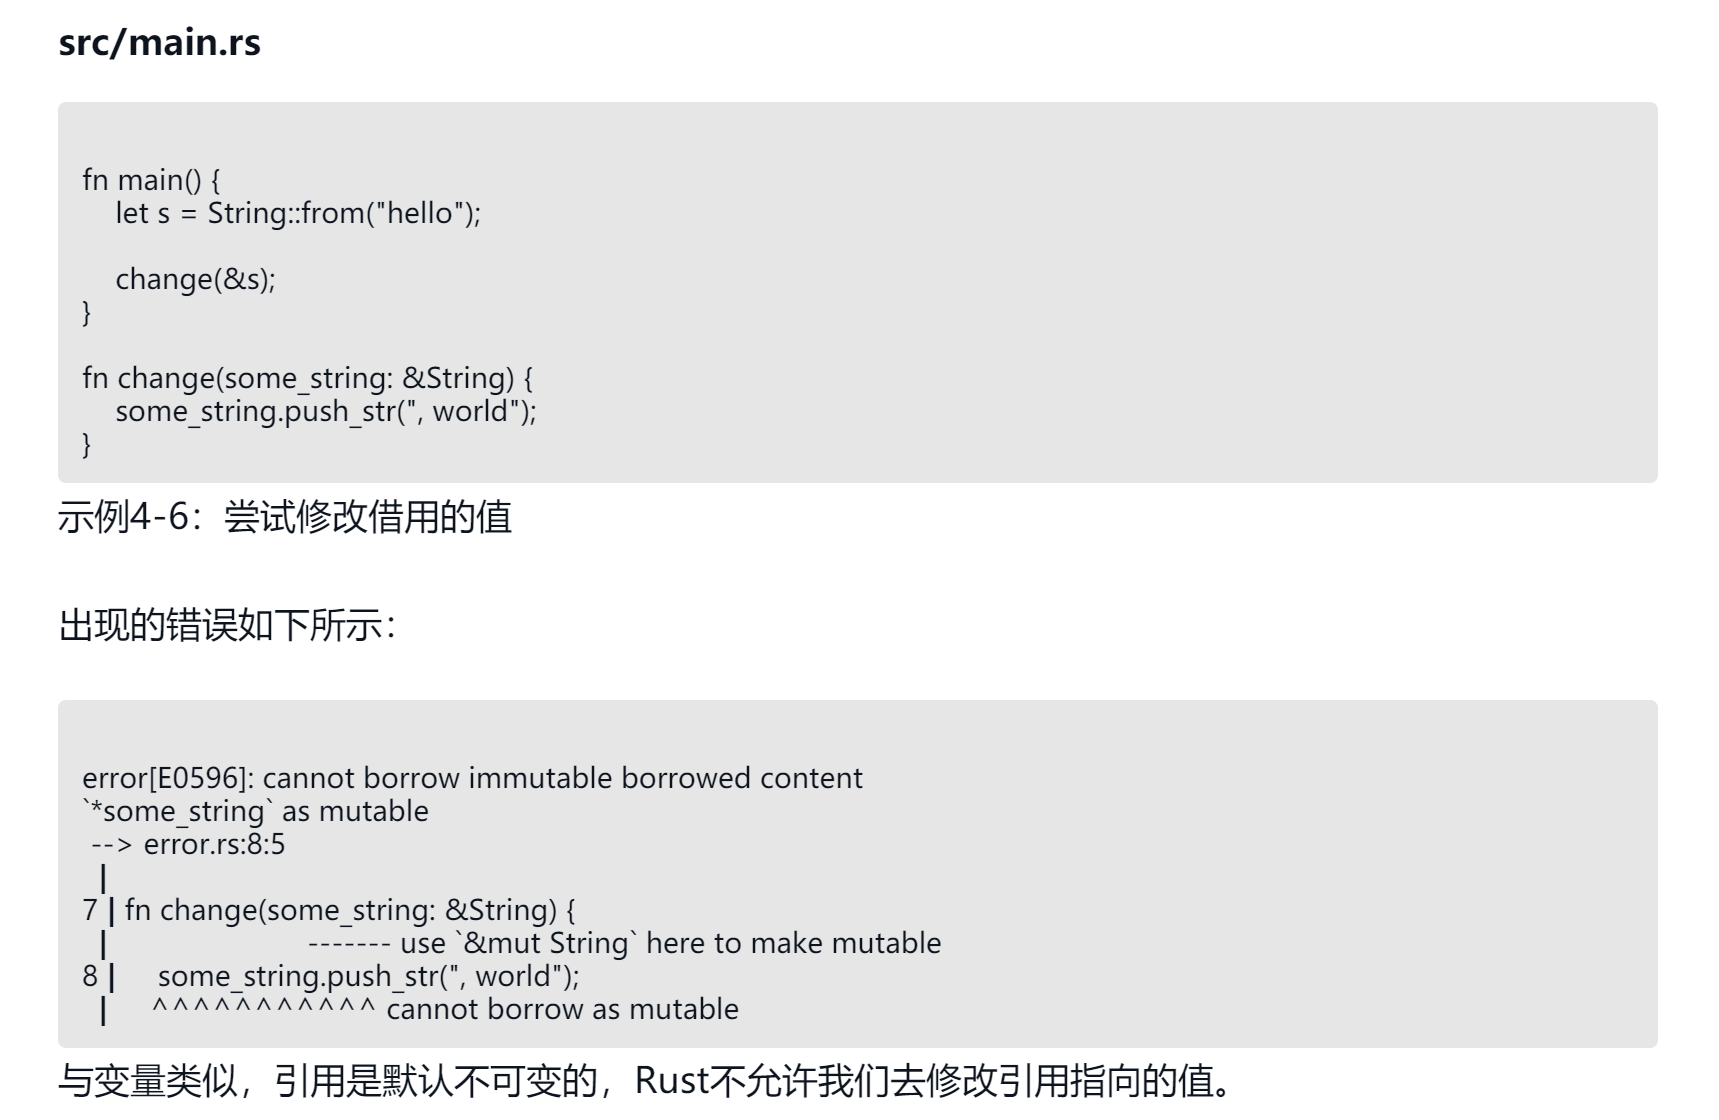 src/main.rs
fn main() {
    let s = String::from("hello");
    change(&s);
}
fn change(some_string: &String) {
    some_string.push_str(", world");
}
示例4-6：尝试修改借用的值
出现的错误如下所示：
error[E0596]: cannot borrow immutable borrowed content
`*some_string` as mutable
 --> error.rs:8:5
  |
7 | fn change(some_string: &String) {
  |                        ------- use `&mut String` here to make mutable
8 |     some_string.push_str(", world");
  |     ^^^^^^^^^^^ cannot borrow as mutable
与变量类似，引用是默认不可变的，Rust不允许我们去修改引用指向的值。